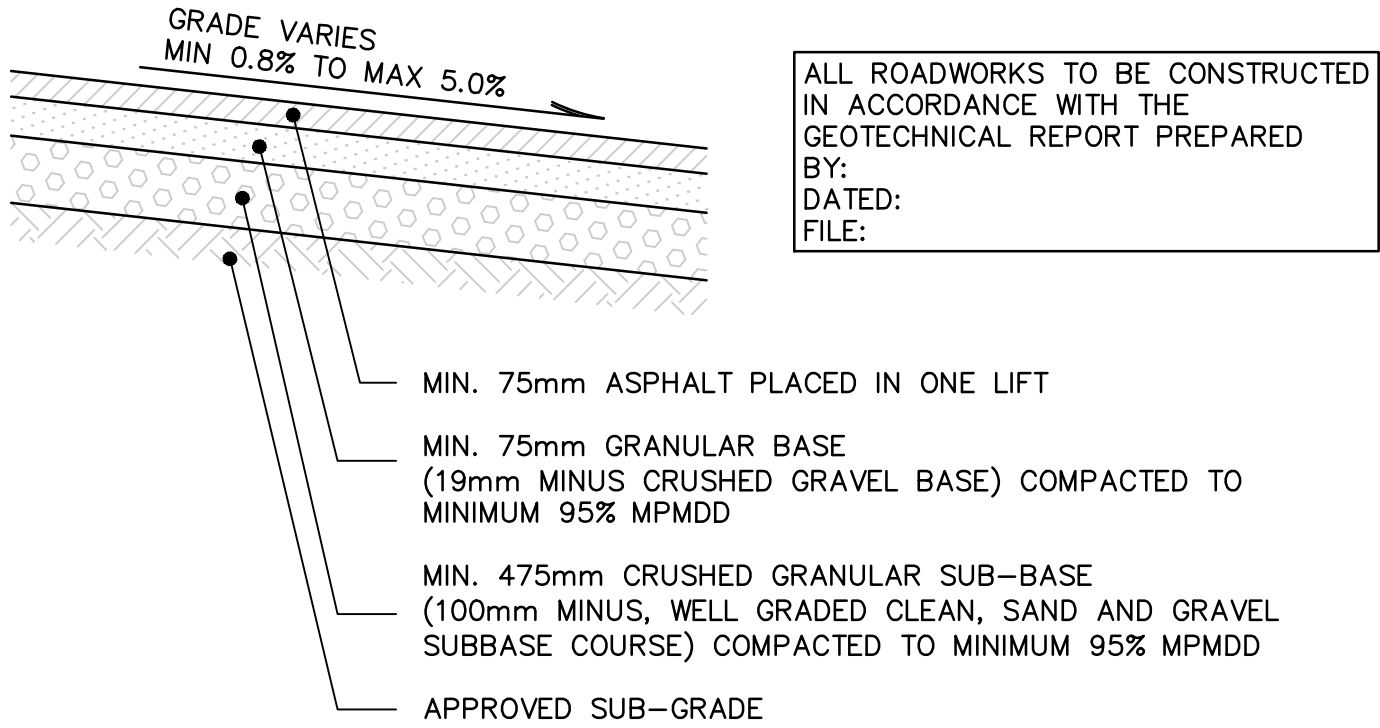 GRADE VARIES
MIN 0.8% TO MAX 5.0%
ALL ROADWORKS TO BE CONSTRUCTED
IN ACCORDANCE WITH THE
GEOTECHNICAL REPORT PREPARED
BY:
DATED:
FILE:
MIN. 75mm ASPHALT PLACED IN ONE LIFT
MIN. 75mm GRANULAR BASE
(19mm MINUS CRUSHED GRAVEL BASE) COMPACTED TO
MINIMUM 95% MPMDD
MIN. 475mm CRUSHED GRANULAR SUB-BASE
(100mm MINUS, WELL GRADED CLEAN, SAND AND GRAVEL
SUBBASE COURSE) COMPACTED TO MINIMUM 95% MPMDD
APPROVED SUB-GRADE